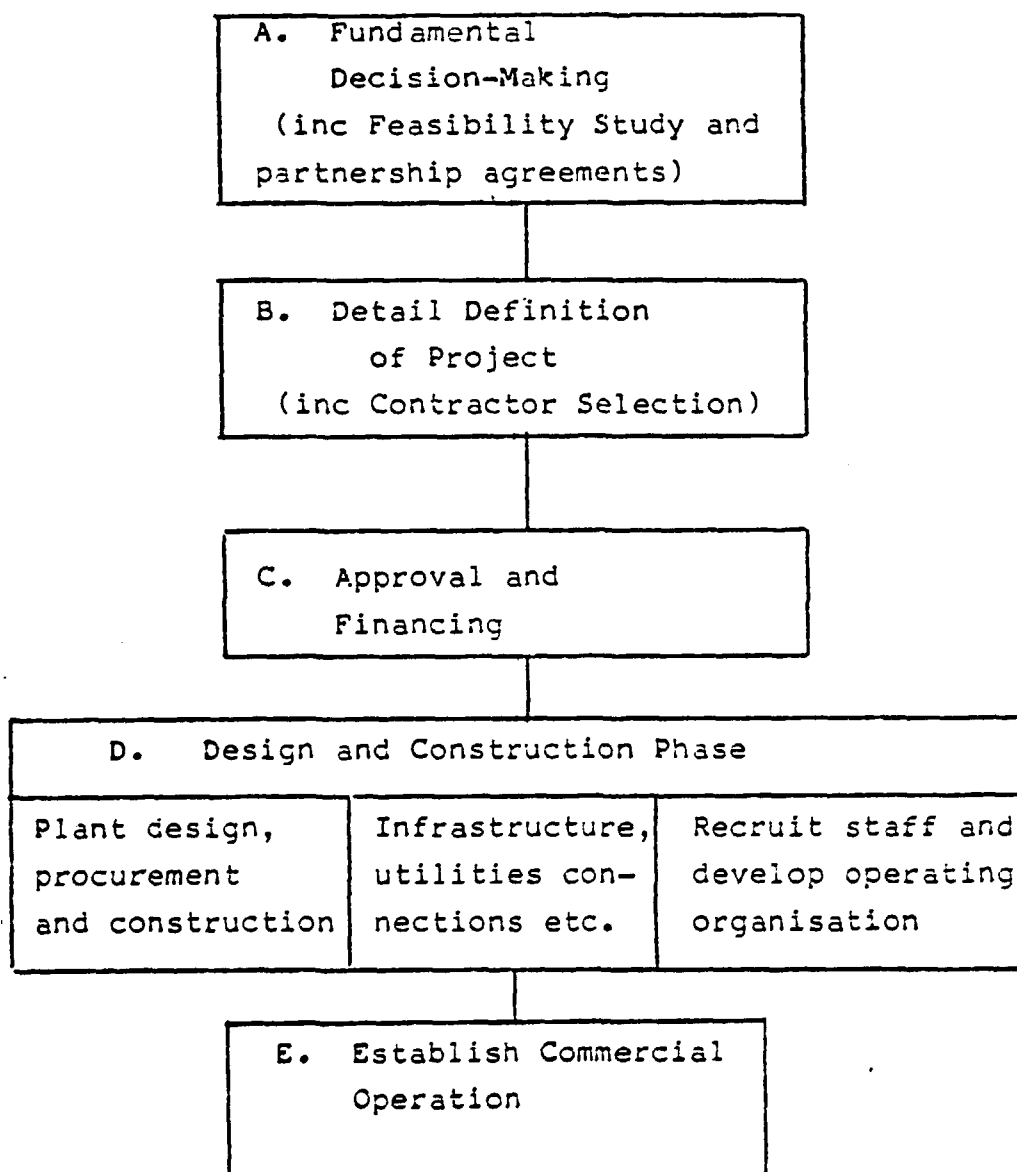 A. Fundamental
Decision-Making
(inc Feasibility Study and
partnership agreements)
B. Detail Definition
of Project
(inc Contractor Selection)
C. Approval and
Financing
D. Design and Construction Phase
Plant design,
procurement
and construction
Infrastructure,
utilities con-
nections etc.
Recruit staff and
develop operating
organisation
E. Establish Commercial
Operation